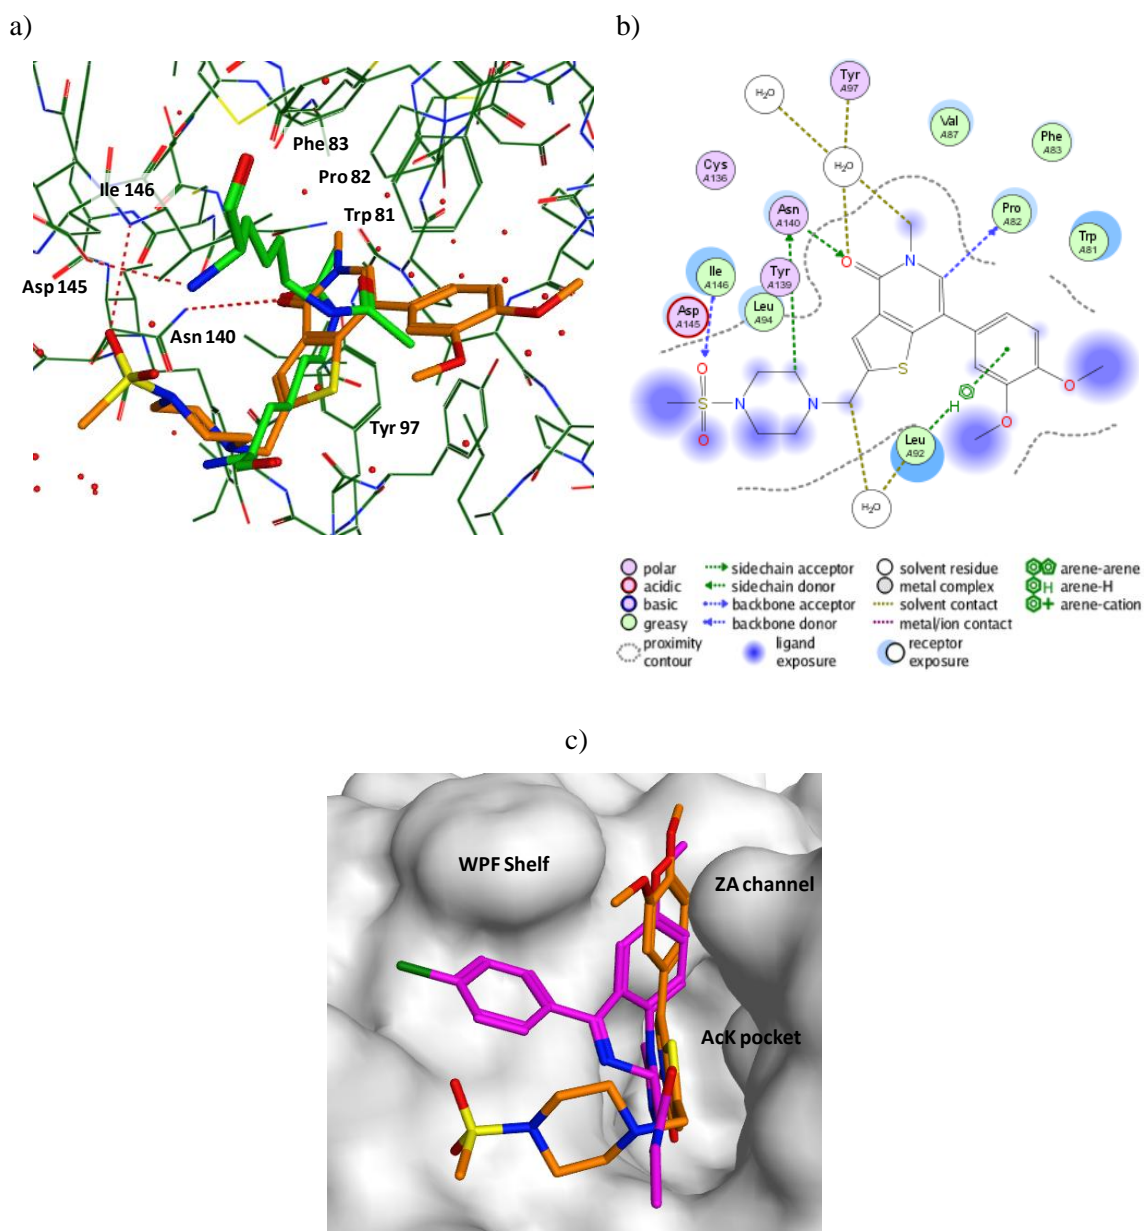 a)
b)
Phe 83
Pro 82
Ile 146
Trp 81
Asp 145
Asn 140
Tyr 97
Tyr
A97
H₂O
Val
A87
Phe
A83
H₂O
Cys
A136
Asn
A140
Pro
A82
Trp
A81
Ile
A146
Tyr
A139
Asp
A145
Leu
A94
O
N
O
S
N
N
S
O
O
O
H
Leu
A92
H₂O
polar
sidechain acceptor
solvent residue
arene-arene
acidic
sidechain donor
metal complex
H arene-H
basic
backbone acceptor
solvent contact
+ arene-cation
greasy
backbone donor
metal/ion contact
proximity
contour
ligand
exposure
receptor
exposure
c)
WPF Shelf
ZA channel
AcK pocket